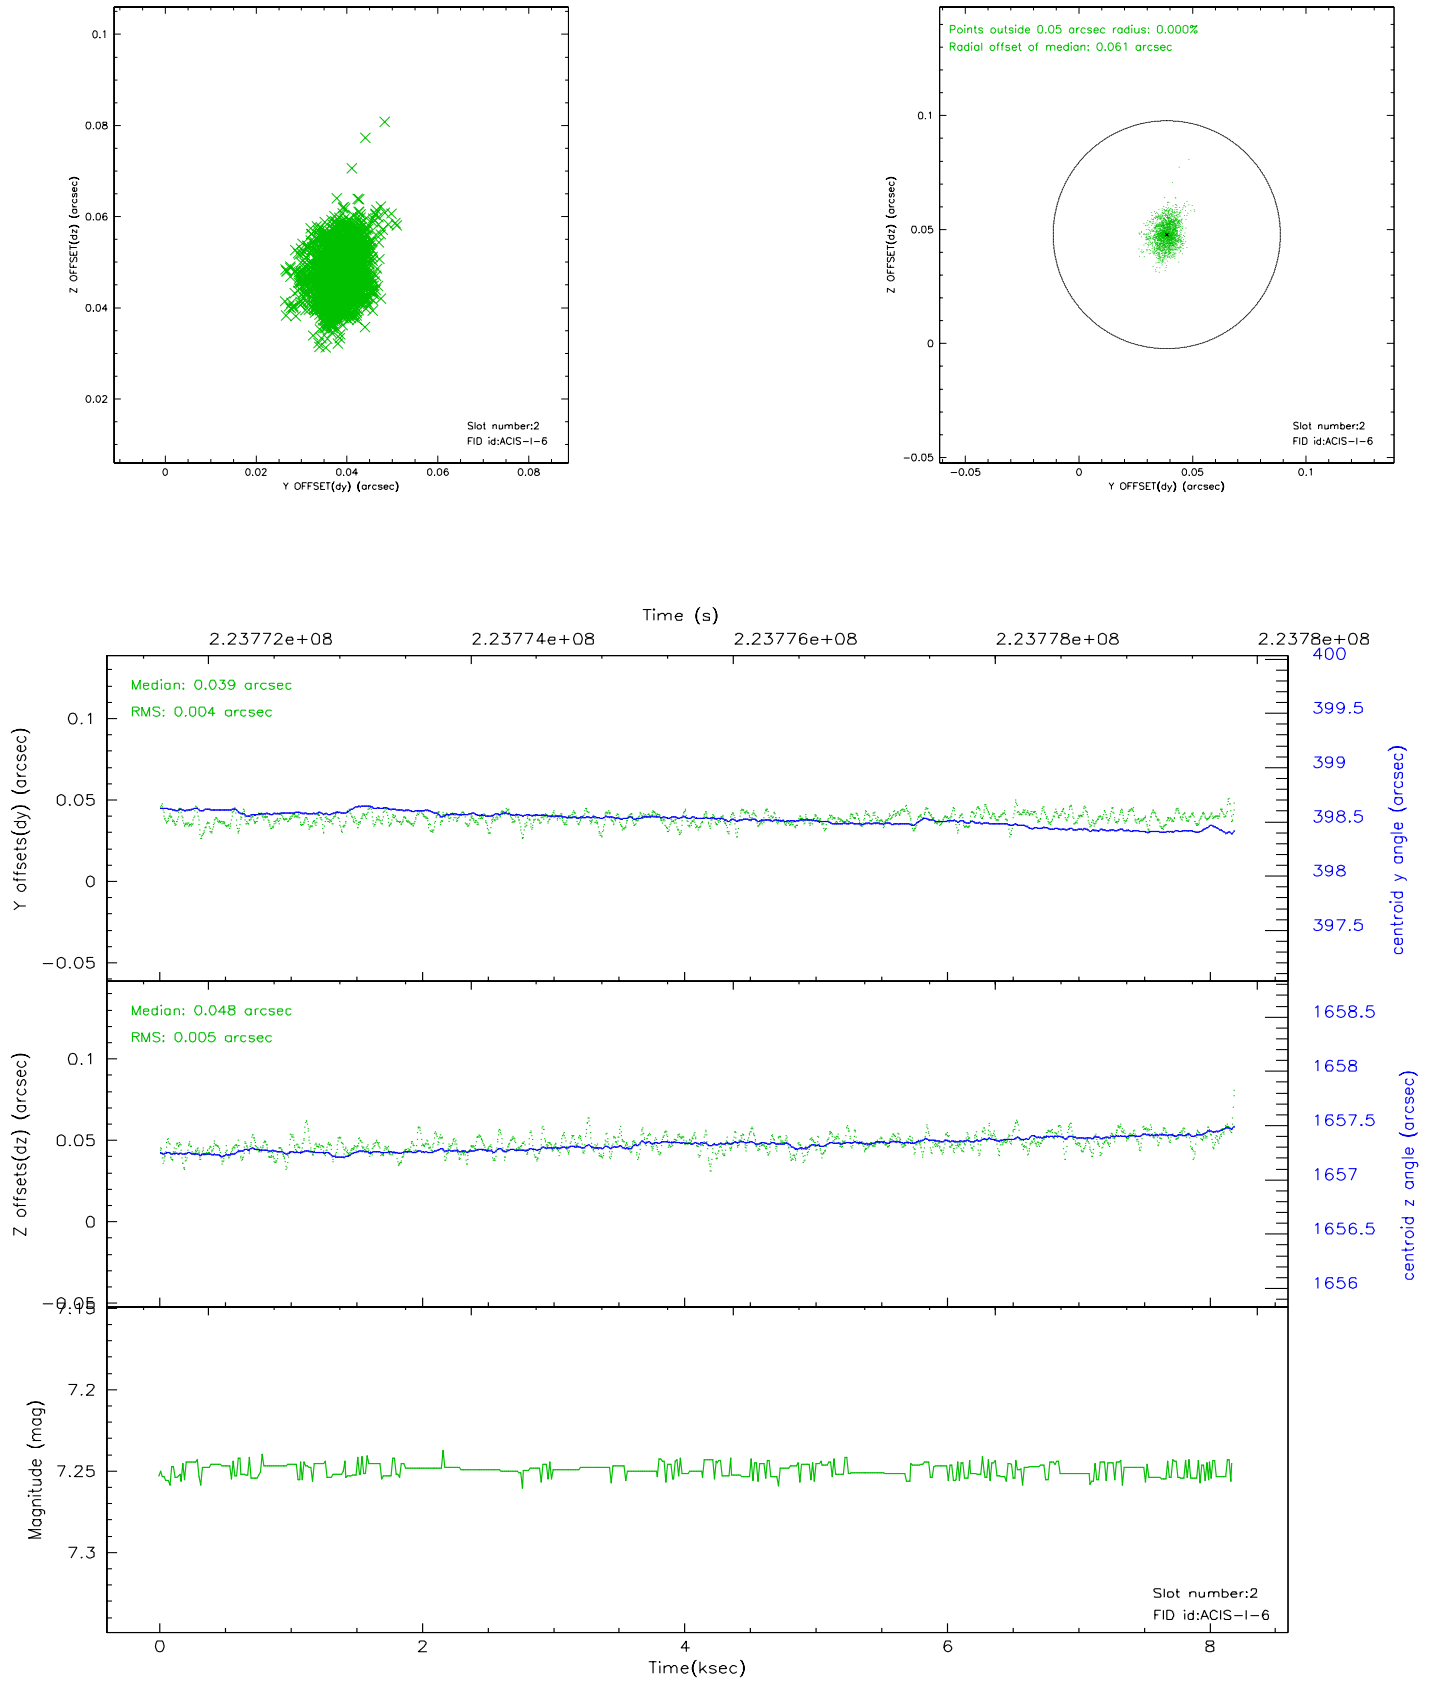 0.1
0.08
0.06
0.04
0.02
Z OFFSET(dz) (arcsec)
Slot number:2
FID id:ACIS-I-6
0 0.02 0.04 0.06 0.08
Y OFFSET(dy) (arcsec)
Points outside 0.05 arcsec radius: 0.000%
Radial offset of median: 0.061 arcsec
0.1
0.05
0
-0.05
Z OFFSET(dz) (arcsec)
Slot number:2
FID id:ACIS-I-6
-0.05 0 0.05 0.1
Y OFFSET(dy) (arcsec)
Time (s)
2.23772e+08 2.23774e+08 2.23776e+08 2.23778e+08 2.2378e+08
Median: 0.039 arcsec
RMS: 0.004 arcsec
0.1
0.05
0
-0.05
Y offsets(dy) (arcsec)
400
399.5
399
398.5
398
397.5
centroid y angle (arcsec)
Median: 0.048 arcsec
RMS: 0.005 arcsec
0.1
0.05
0
-0.05
Z offsets(dz) (arcsec)
1658.5
1658
1657.5
1657
1656.5
1656
centroid z angle (arcsec)
7.15
7.2
7.25
7.3
Magnitude (mag)
Slot number:2
FID id:ACIS-I-6
0 2 4 6 8
Time(ksec)